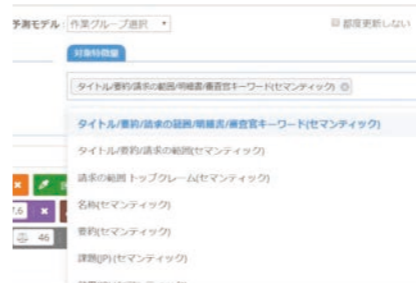 予測モデル : 作業グループ選択
都度更新しない
対象特徴量
タイトル/要約/請求の範囲/明細書/審査官キーワード(セマンティック)
タイトル/要約/請求の範囲/明細書/審査官キーワード(セマンティック)
タイトル/要約/請求の範囲(セマンティック)
請求の範囲 トップクレーム(セマンティック)
名称(セマンティック)
7.6
要約(セマンティック)
46
課題(JP)(セマンティック)